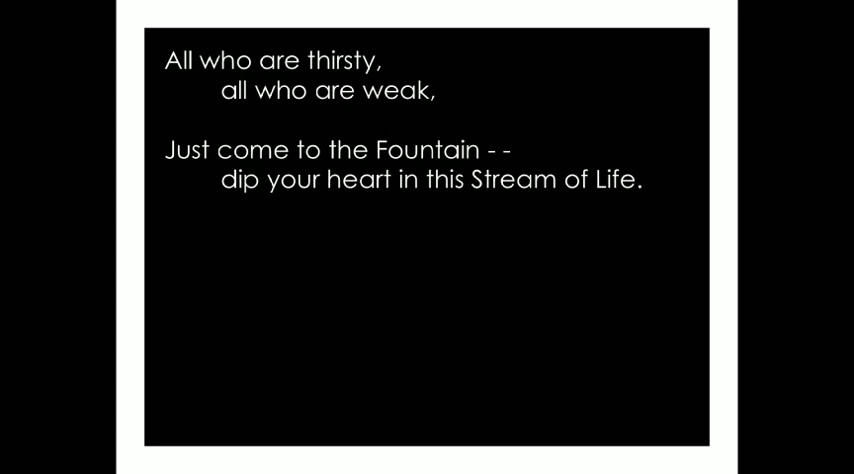 All who are thirsty,
all who are weak,
Just come to the Fountain - -
dip your heart in this Stream of Life.